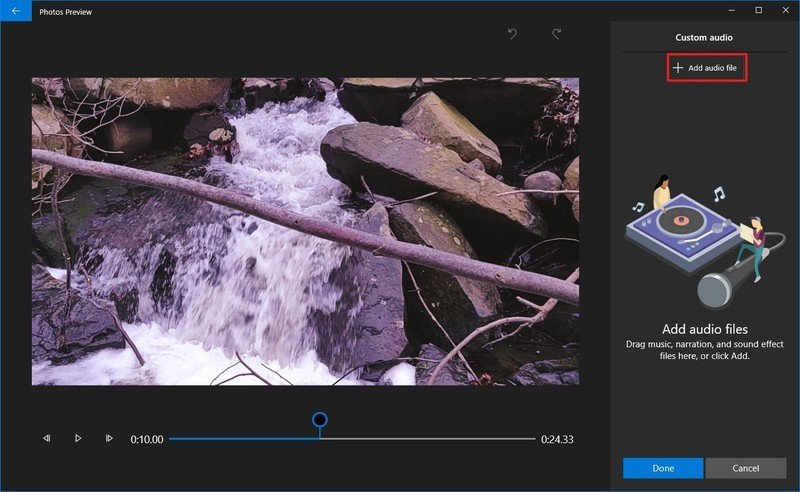 Photos Preview
Custom audio
Add audio file
Add audio files
Drag music, narration, and sound effect
files here, or click Add.
0:10.00
0:24.33
Done
Cancel